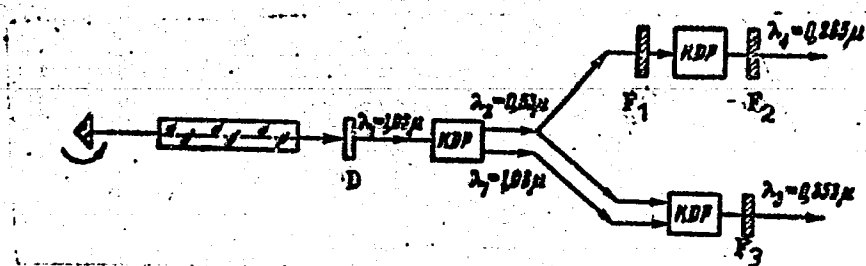 λ₄=0,265μ
KDP
F₁
F₂
λ₂=0,53μ
λ₁=1,06μ
KDP
D
λ₁=1,06μ
λ₃=0,353μ
KDP
F₃